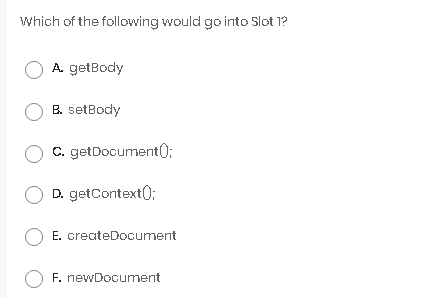 Which of the following would go into Slot 1?
A. getBody
B. setBody
C. getDocument();
D. getContext();
E. createDocument
F. newDocument